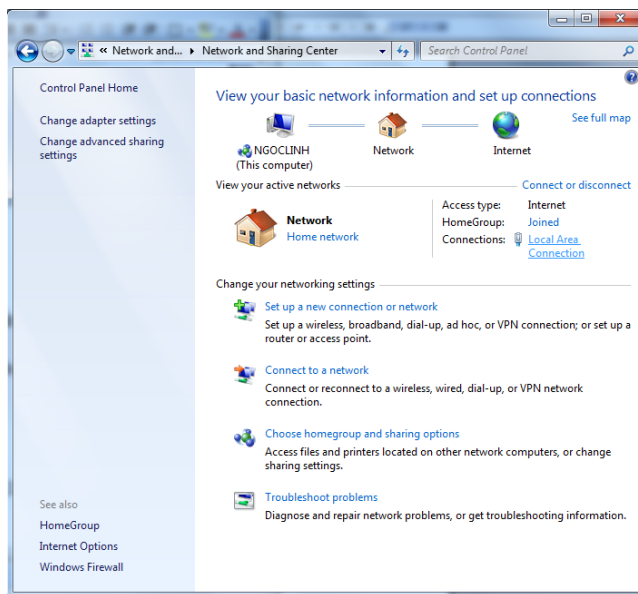 « Network and... ▸ Network and Sharing Center
Search Control Panel
Control Panel Home
Change adapter settings
Change advanced sharing
settings
View your basic network information and set up connections
See full map
NGOCLINH
(This computer)
Network
Internet
View your active networks
Connect or disconnect
Network
Home network
Access type: Internet
HomeGroup: Joined
Connections: Local Area
Connection
Change your networking settings
Set up a new connection or network
Set up a wireless, broadband, dial-up, ad hoc, or VPN connection; or set up a
router or access point.
Connect to a network
Connect or reconnect to a wireless, wired, dial-up, or VPN network
connection.
Choose homegroup and sharing options
Access files and printers located on other network computers, or change
sharing settings.
Troubleshoot problems
Diagnose and repair network problems, or get troubleshooting information.
See also
HomeGroup
Internet Options
Windows Firewall